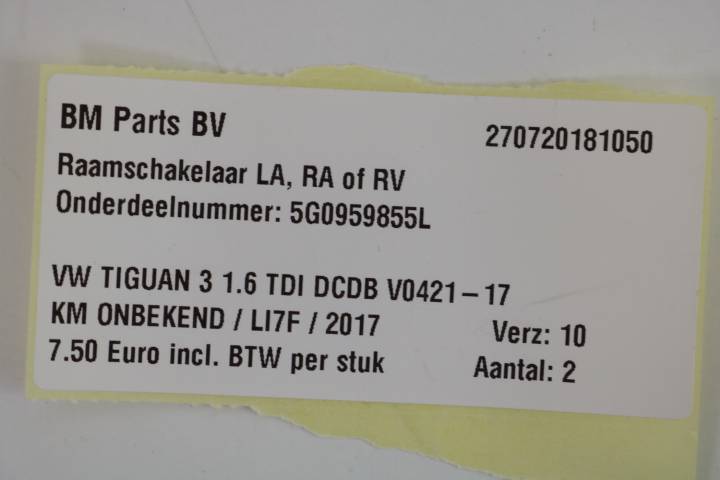 BM Parts BV 270720181050
Raamschakelaar LA, RA of RV
Onderdeelnummer: 5G0959855L
VW TIGUAN 3 1.6 TDI DCDB V0421-17
KM ONBEKEND / LI7F / 2017 Verz: 10
7.50 Euro incl. BTW per stuk Aantal: 2